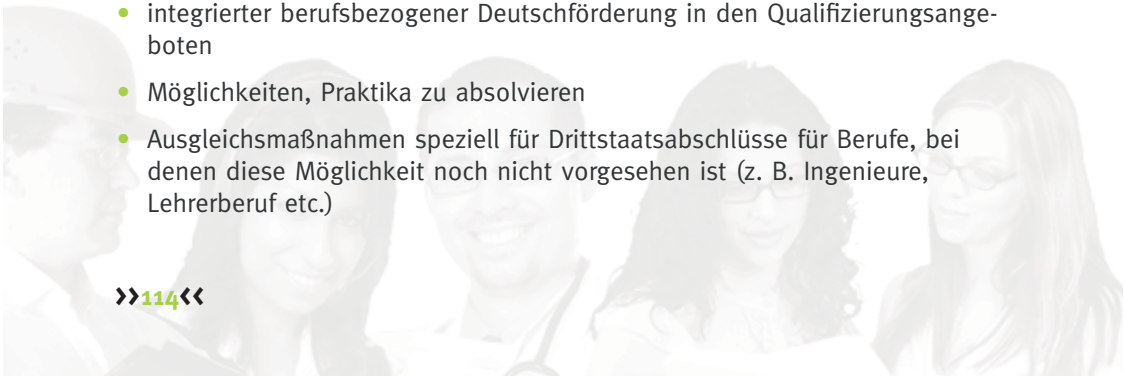 • integrierter berufsbezogener Deutschförderung in den Qualifizierungsange-
boten
• Möglichkeiten, Praktika zu absolvieren
• Ausgleichsmaßnahmen speziell für Drittstaatsabschlüsse für Berufe, bei
denen diese Möglichkeit noch nicht vorgesehen ist (z. B. Ingenieure,
Lehrerberuf etc.)
››114‹‹